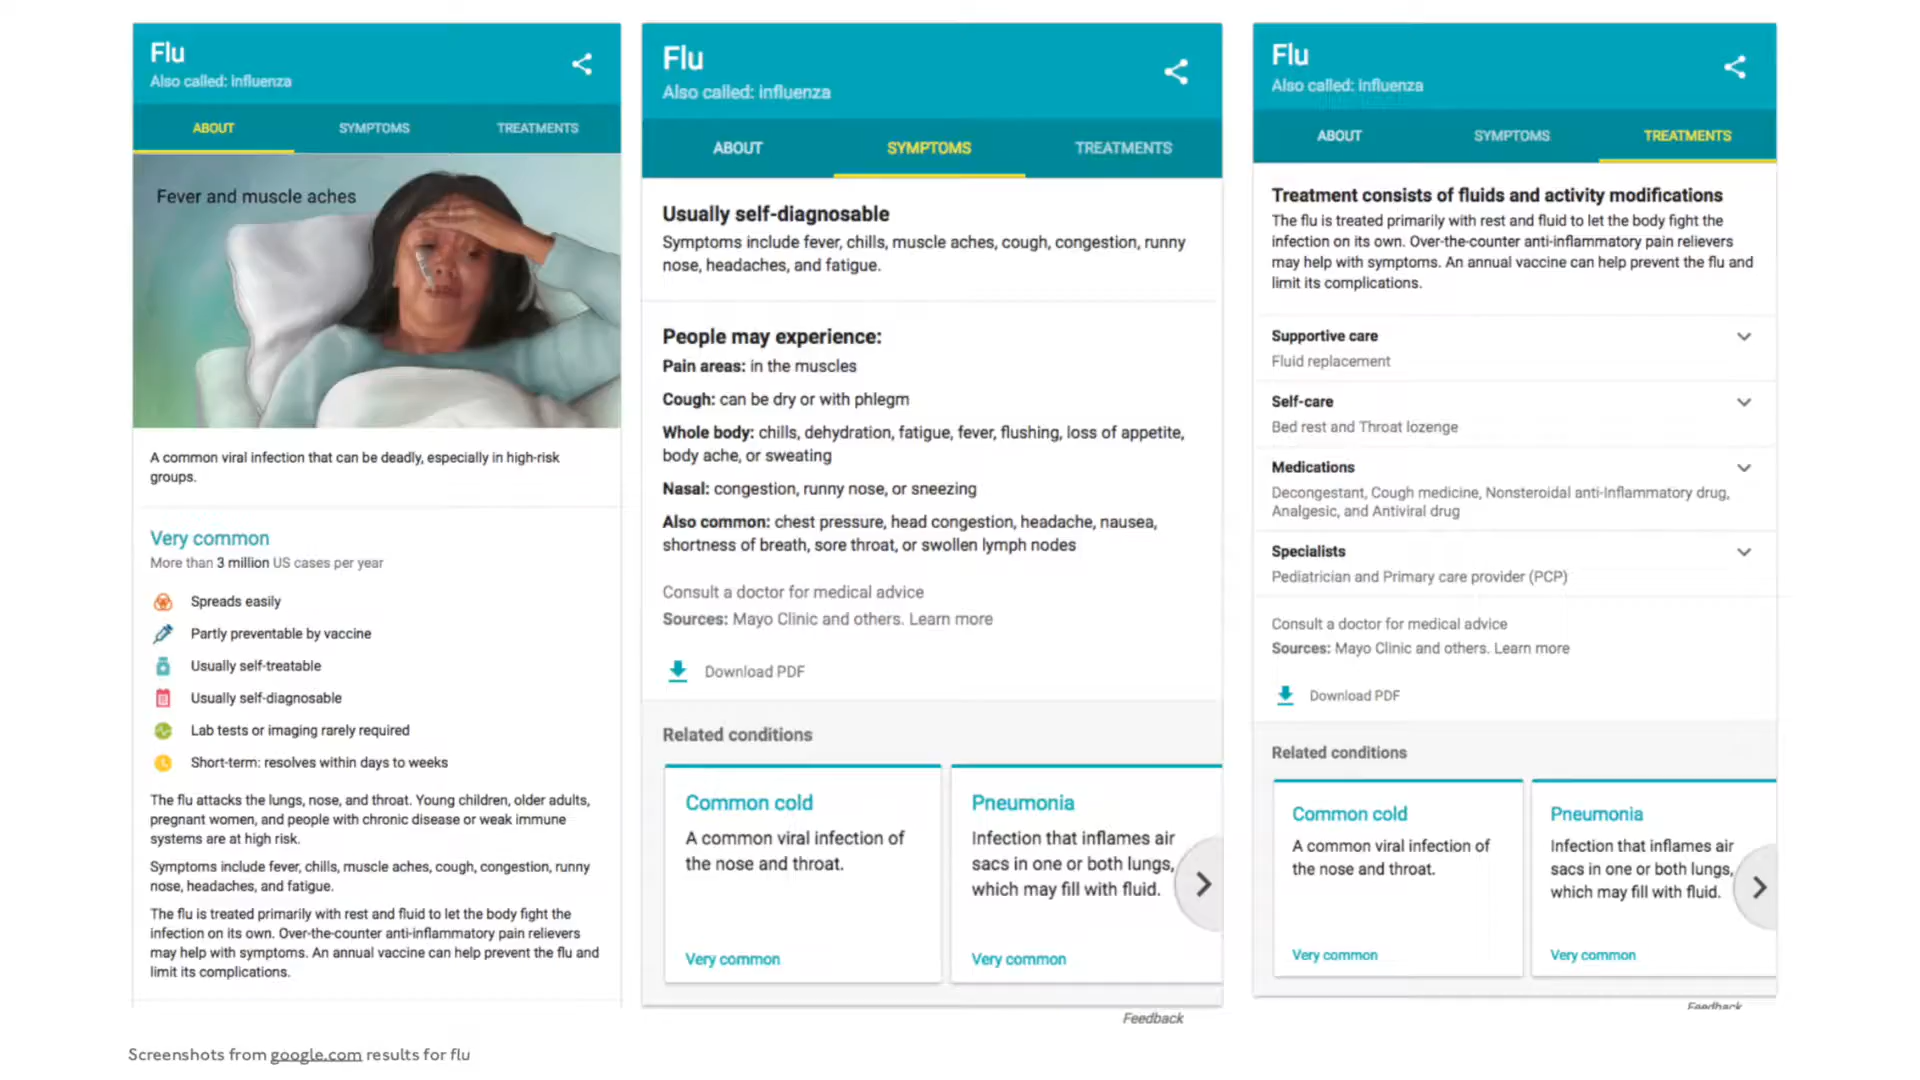 Flu
Also called: influenza
ABOUT
SYMPTOMS
TREATMENTS
Fever and muscle aches
A common viral infection that can be deadly, especially in high-risk
groups.
Very common
More than 3 million US cases per year
Spreads easily
Partly preventable by vaccine
Usually self-treatable
Usually self-diagnosable
Lab tests or imaging rarely required
Short-term: resolves within days to weeks
The flu attacks the lungs, nose, and throat. Young children, older adults,
pregnant women, and people with chronic disease or weak immune
systems are at high risk.
Symptoms include fever, chills, muscle aches, cough, congestion, runny
nose, headaches, and fatigue.
The flu is treated primarily with rest and fluid to let the body fight the
infection on its own. Over-the-counter anti-inflammatory pain relievers
may help with symptoms. An annual vaccine can help prevent the flu and
limit its complications.
Flu
Also called: influenza
ABOUT
SYMPTOMS
TREATMENTS
Usually self-diagnosable
Symptoms include fever, chills, muscle aches, cough, congestion, runny
nose, headaches, and fatigue.
People may experience:
Pain areas: in the muscles
Cough: can be dry or with phlegm
Whole body: chills, dehydration, fatigue, fever, flushing, loss of appetite,
body ache, or sweating
Nasal: congestion, runny nose, or sneezing
Also common: chest pressure, head congestion, headache, nausea,
shortness of breath, sore throat, or swollen lymph nodes
Consult a doctor for medical advice
Sources: Mayo Clinic and others. Learn more
Download PDF
Related conditions
Common cold
A common viral infection of
the nose and throat.
Very common
Pneumonia
Infection that inflames air
sacs in one or both lungs,
which may fill with fluid.
Very common
Feedback
Flu
Also called: influenza
ABOUT
SYMPTOMS
TREATMENTS
Treatment consists of fluids and activity modifications
The flu is treated primarily with rest and fluid to let the body fight the
infection on its own. Over-the-counter anti-inflammatory pain relievers
may help with symptoms. An annual vaccine can help prevent the flu and
limit its complications.
Supportive care
Fluid replacement
Self-care
Bed rest and Throat lozenge
Medications
Decongestant, Cough medicine, Nonsteroidal anti-inflammatory drug,
Analgesic, and Antiviral drug
Specialists
Pediatrician and Primary care provider (PCP)
Consult a doctor for medical advice
Sources: Mayo Clinic and others. Learn more
Download PDF
Related conditions
Common cold
A common viral infection of
the nose and throat.
Very common
Pneumonia
Infection that inflames air
sacs in one or both lungs,
which may fill with fluid.
Very common
Feedback
Screenshots from google.com results for flu